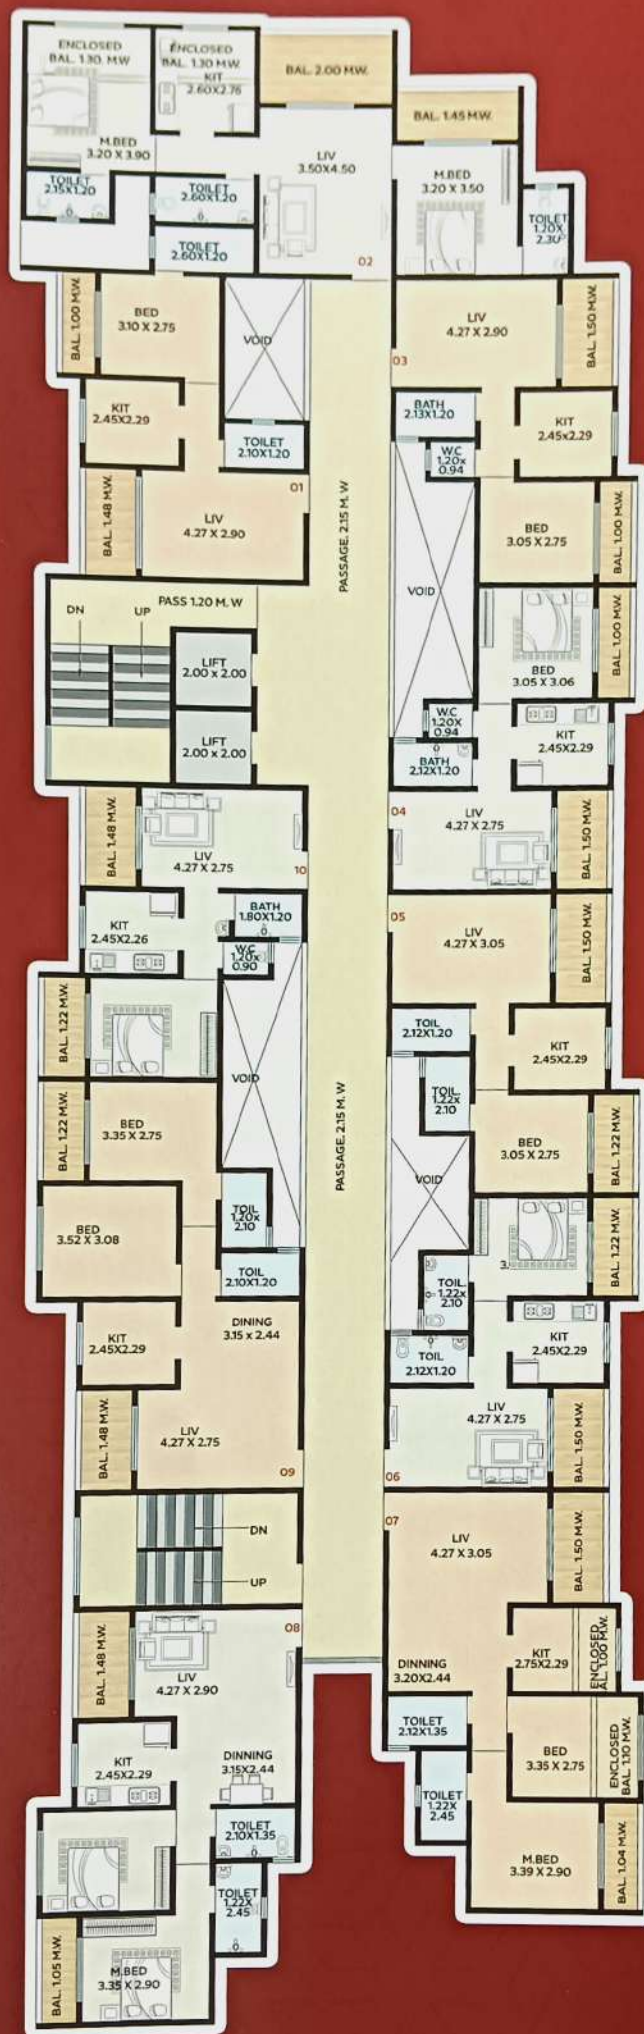 ENCLOSED
BAL. 1.30. M.W
ENCLOSED
BAL. 1.30 M.W.
KIT
2.60X2.76
BAL. 2.00 M.W.
BAL. 1.45 M.W.
M.BED
3.20 X 3.90
LIV
3.50X4.50
M.BED
3.20 X 3.50
TOILET
2.15X1.20
TOILET
2.60X1.20
TOILET
1.20X
2.30
TOILET
2.60X1.20
02
BAL. 1.00 M.W.
BED
3.10 X 2.75
VOID
LIV
4.27 X 2.90
BAL. 1.50 M.W.
03
KIT
2.45X2.29
TOILET
2.10X1.20
BATH
2.13X1.20
KIT
2.45x2.29
W.C
1.20x
0.94
BAL. 1.48 M.W.
LIV
4.27 X 2.90
01
PASSAGE. 2.15 M. W
BED
3.05 X 2.75
BAL. 1.00 M.W.
VOID
PASS 1.20 M. W
DN
UP
LIFT
2.00 x 2.00
LIFT
2.00 x 2.00
BED
3.05 X 3.06
BAL. 1.00 M.W.
W.C
1.20X
0.94
BATH
2.12X1.20
KIT
2.45X2.29
BAL. 1.48 M.W.
LIV
4.27 X 2.75
10
04
LIV
4.27 X 2.75
BAL. 1.50 M.W.
KIT
2.45X2.26
BATH
1.80X1.20
W.C
1.20x
0.90
05
LIV
4.27 X 3.05
BAL. 1.50 M.W.
BAL. 1.22 M.W.
VOID
TOIL
2.12X1.20
KIT
2.45X2.29
BAL. 1.22 M.W.
BED
3.35 X 2.75
TOIL
1.22x
2.10
BED
3.05 X 2.75
BAL. 1.22 M.W.
PASSAGE. 2.15 M. W
VOID
BED
3.52 X 3.08
TOIL
1.20x
2.10
TOIL
2.10X1.20
BAL. 1.22 M.W.
3.
TOIL.
1.22x
2.10
KIT
2.45X2.29
DINING
3.15 x 2.44
TOIL
2.12X1.20
KIT
2.45X2.29
BAL. 1.48 M.W.
LIV
4.27 X 2.75
09
LIV
4.27 X 2.75
BAL. 1.50 M.W.
06
07
DN
UP
LIV
4.27 X 3.05
BAL. 1.50 M.W.
08
BAL. 1.48 M.W.
LIV
4.27 X 2.90
DINNING
3.20X2.44
KIT
2.75X2.29
ENCLOSED
AL. 1.00 M.W.
KIT
2.45X2.29
DINNING
3.15X2.44
TOILET
2.12X1.35
BED
3.35 X 2.75
ENCLOSED
BAL. 1.10 M.W.
TOILET
2.10X1.35
TOILET
1.22X
2.45
M.BED
3.39 X 2.90
BAL. 1.04 M.W.
TOILET
1.22X
2.45
BAL. 1.05 M.W.
M.BED
3.35 X 2.90